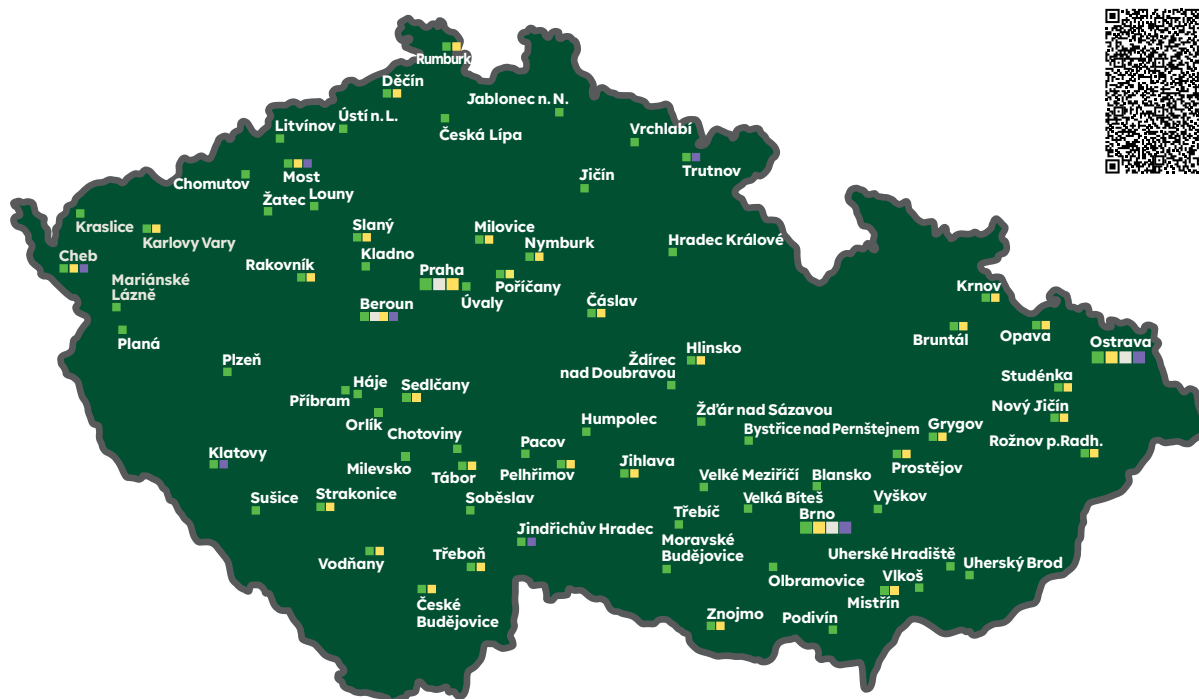 Rumburk
Děčín
Jablonec n. N.
Ústí n. L.
Česká Lípa
Litvínov
Vrchlabí
Most
Trutnov
Chomutov
Jičín
Louny
Žatec
Kraslice
Karlovy Vary
Slaný
Milovice
Nymburk
Hradec Králové
Cheb
Kladno
Rakovník
Praha
Poříčany
Mariánské
Lázně
Úvaly
Krnov
Beroun
Čáslav
Planá
Bruntál
Opava
Ostrava
Hlinsko
Plzeň
Ždírec
nad Doubravou
Studénka
Háje
Sedlčany
Příbram
Nový Jičín
Orlík
Humpolec
Žďár nad Sázavou
Grygov
Chotoviny
Bystřice nad Pernštejnem
Rožnov p.Radh.
Klatovy
Pacov
Milevsko
Jihlava
Prostějov
Tábor
Pelhřimov
Velké Meziříčí
Blansko
Sušice
Strakonice
Soběslav
Velká Bíteš
Vyškov
Třebíč
Brno
Jindřichův Hradec
Moravské
Budějovice
Vodňany
Třeboň
Uherské Hradiště
Uherský Brod
Olbramovice
Vlkoš
České
Budějovice
Mistřín
Znojmo
Podivín